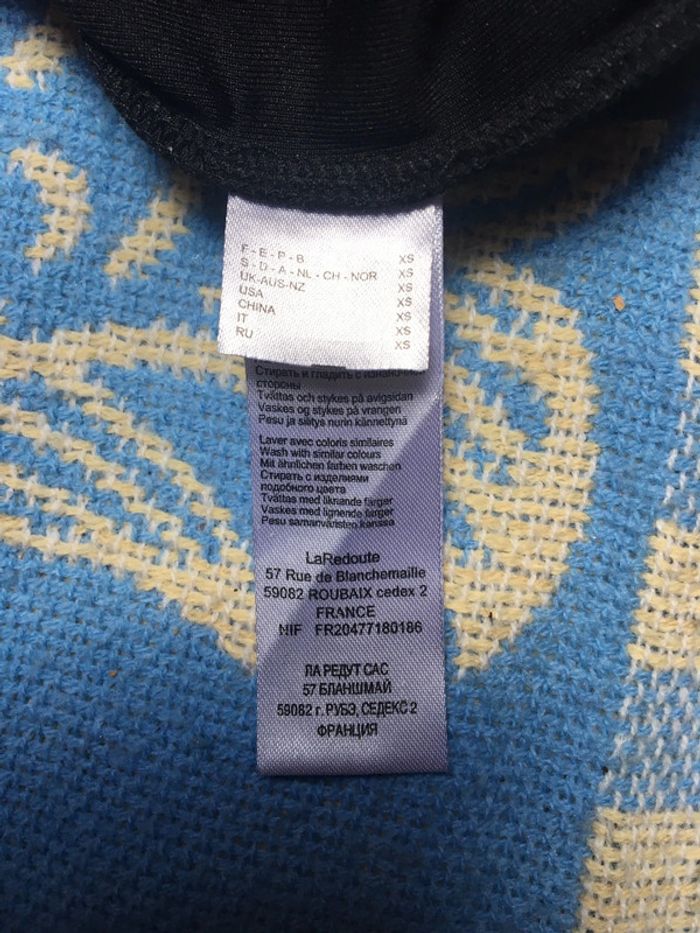 F - E - P - B XS
S - D - A - NL - CH - NOR XS
UK-AUS-NZ XS
USA XS
CHINA XS
IT XS
RU XS
Стирать и гладить с изнаночной
стороны
Tvättas och stykes på avigsidan
Vaskes og stykes på vrangen
Pesu ja silitys nurin kännettyna
Laver avec coloris similaires
Wash with similar colours
Mit ähnlichen farben waschen
Стирать с изделиями
подобного цвета
Tvättas med liknande färger
Vaskes med lignende farger
Pesu samanväristen kanssa
LaRedoute
57 Rue de Blanchemaille
59082 ROUBAIX cedex 2
FRANCE
NIF FR20477180186
ЛА РЕДУТ САС
57 БЛАНШМАЙ
59082 г. РУБЭ, СЕДЕКС 2
ФРАНЦИЯ